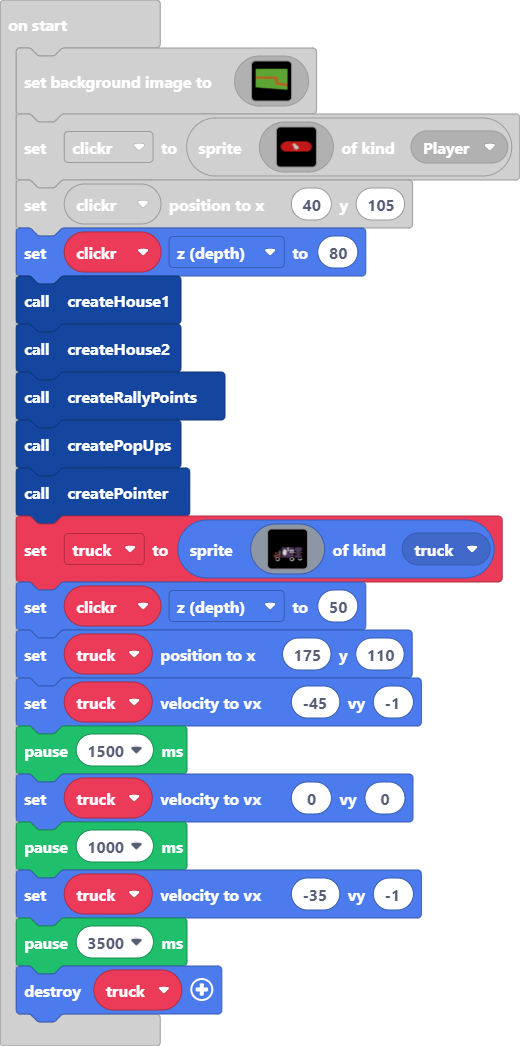 on start
set background image to
set clickr to sprite of kind Player
set clickr position to x 40 y 105
set clickr z (depth) to 80
call createHouse1
call createHouse2
call createRallyPoints
call createPopUps
call createPointer
set truck to sprite of kind truck
set clickr z (depth) to 50
set truck position to x 175 y 110
set truck velocity to vx -45 vy -1
pause 1500 ms
set truck velocity to vx 0 vy 0
pause 1000 ms
set truck velocity to vx -35 vy -1
pause 3500 ms
destroy truck